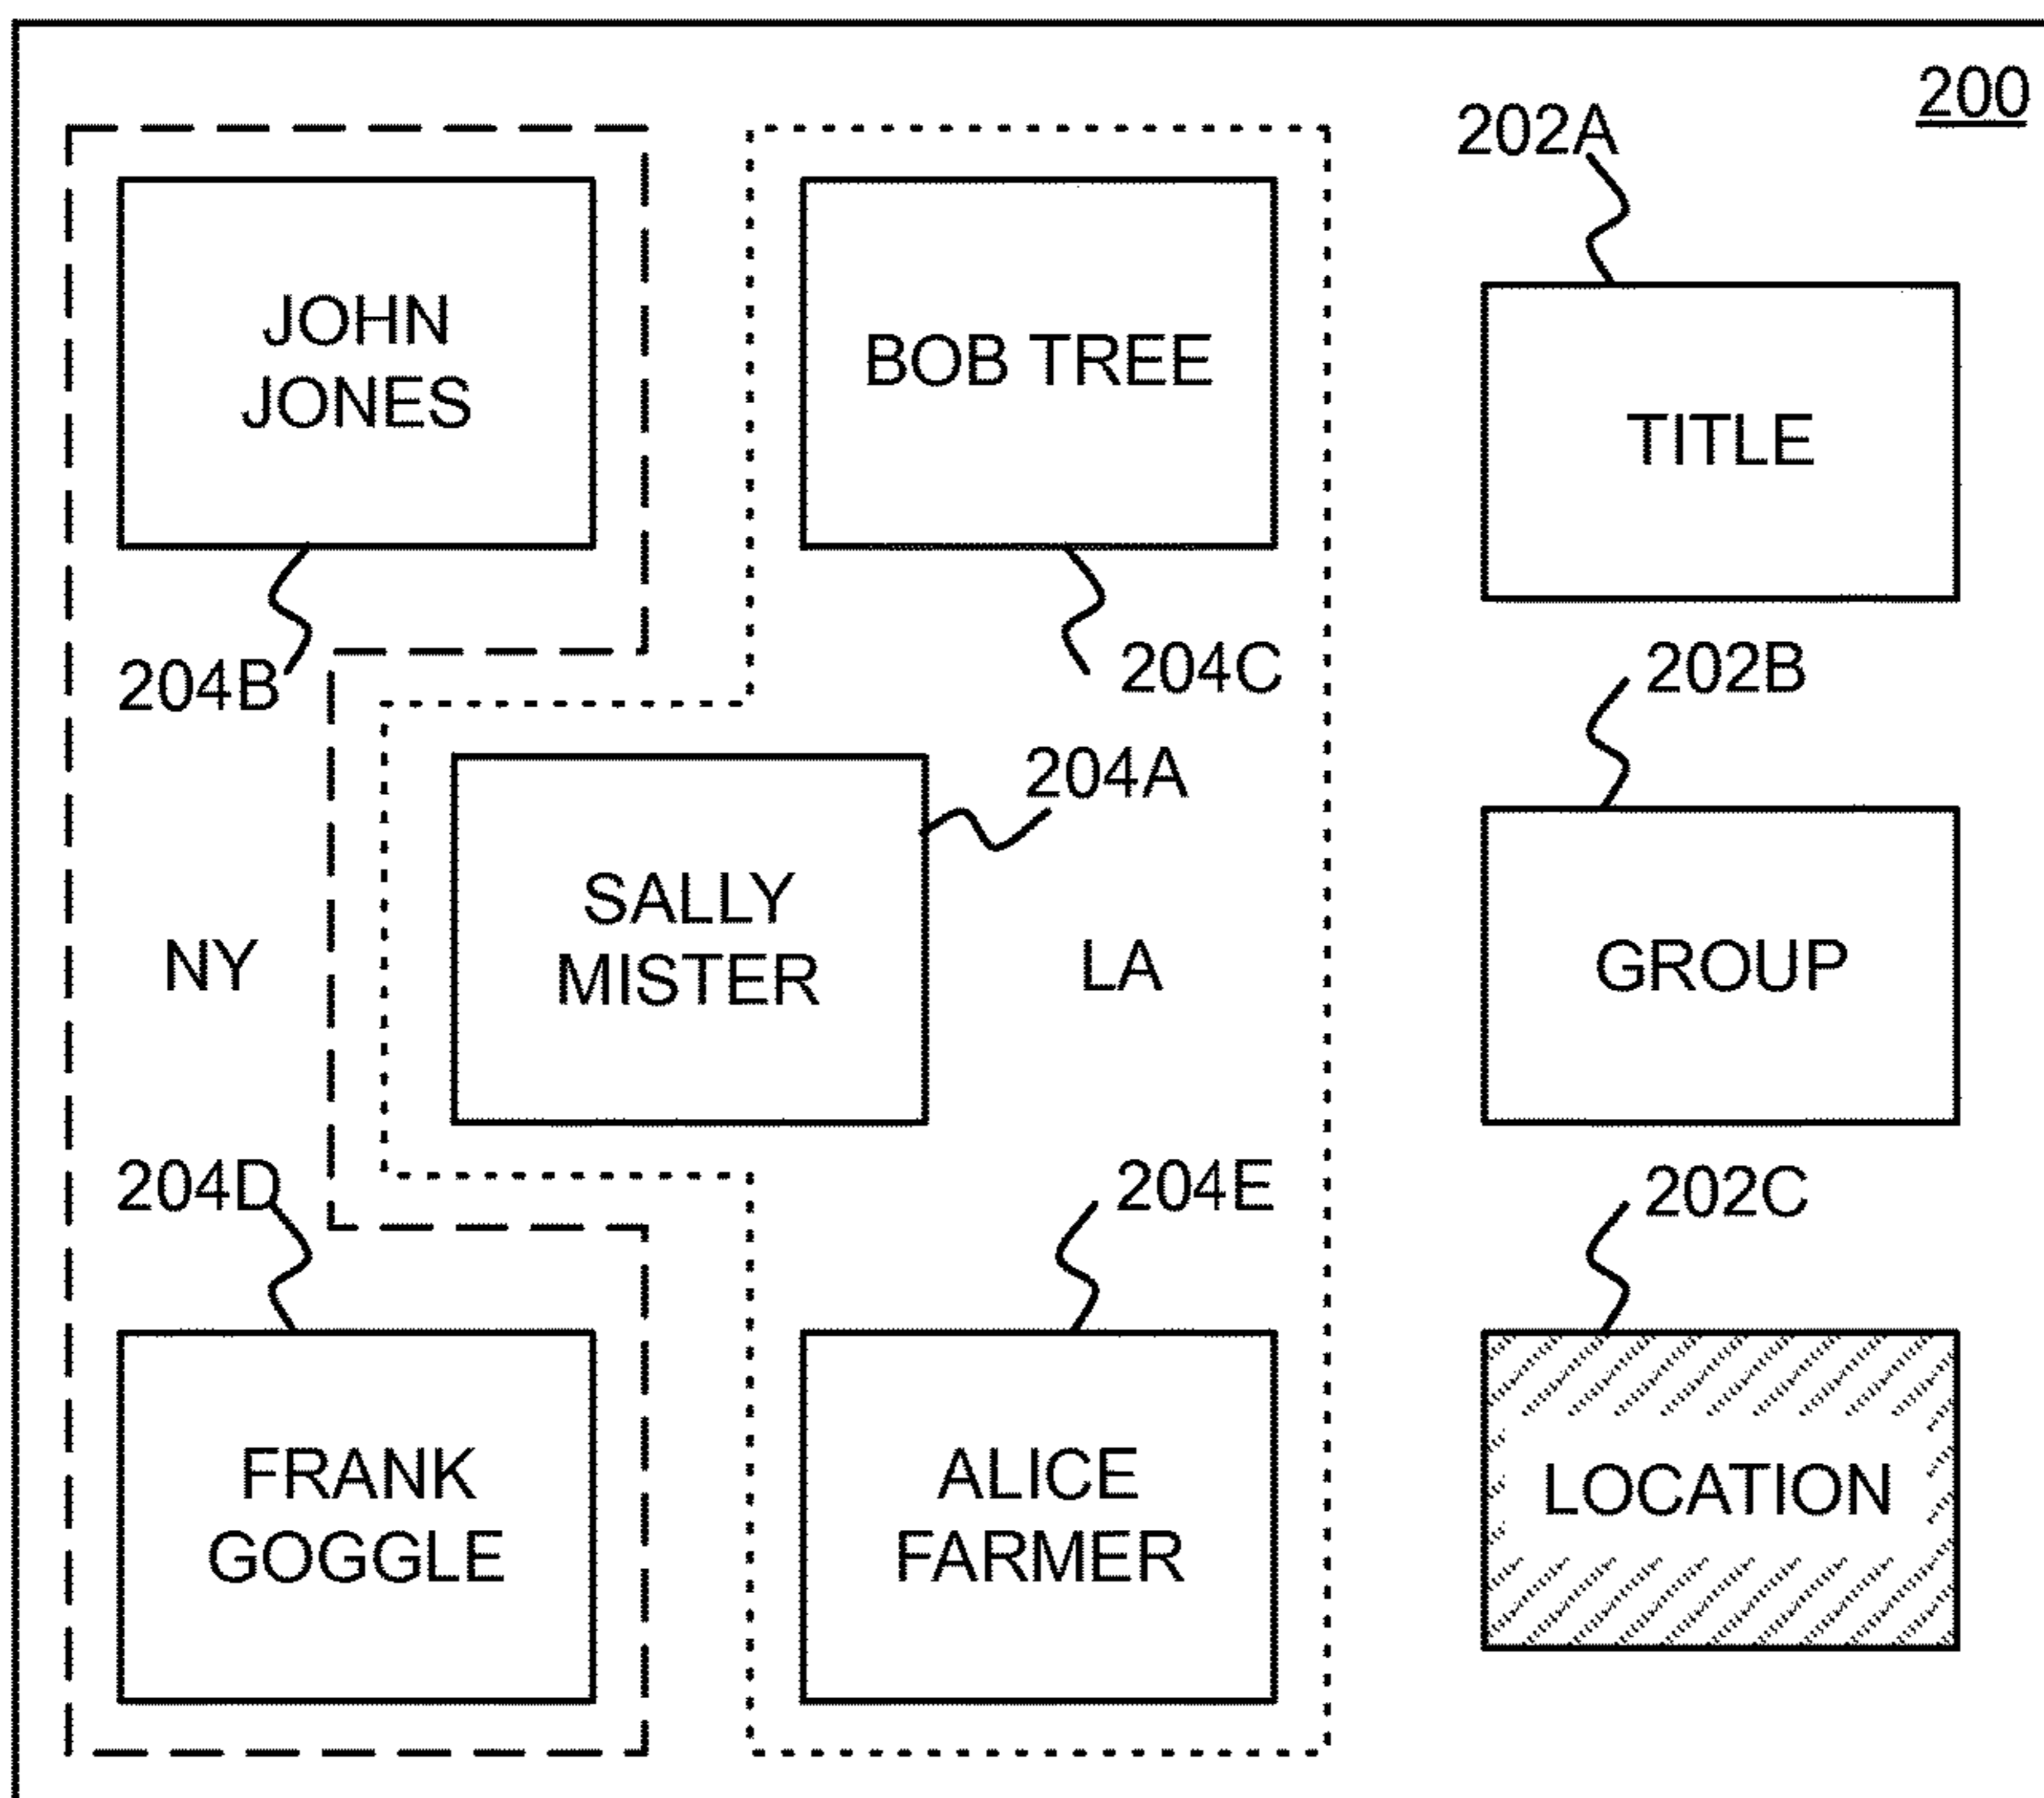 200
202A
JOHN
JONES
BOB TREE
TITLE
204B
204C
202B
204A
SALLY
MISTER
NY
LA
GROUP
204D
204E
202C
FRANK
GOGGLE
ALICE
FARMER
LOCATION